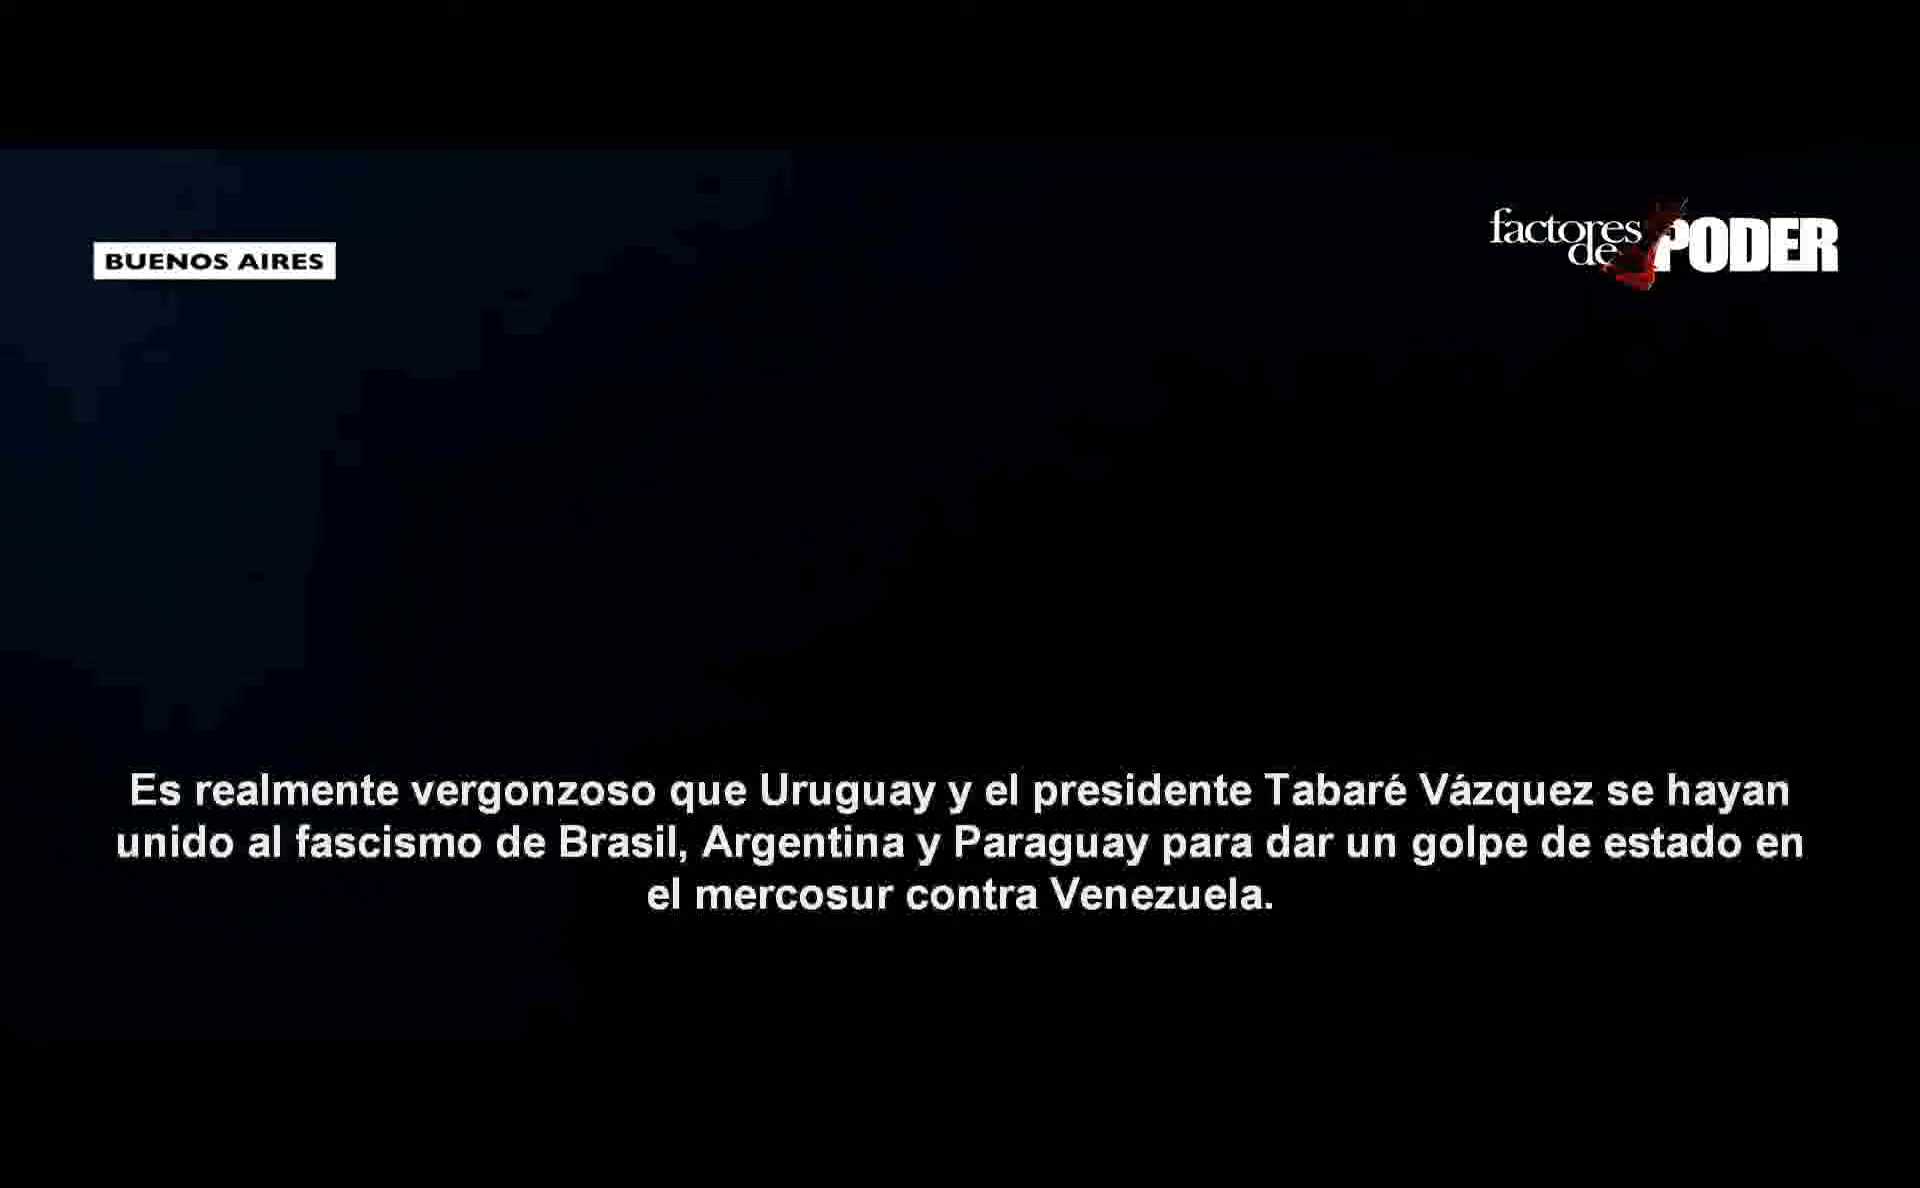 BUENOS AIRES
factores
de PODER
Es realmente vergonzoso que Uruguay y el presidente Tabaré Vázquez se hayan
unido al fascismo de Brasil, Argentina y Paraguay para dar un golpe de estado en
el mercosur contra Venezuela.